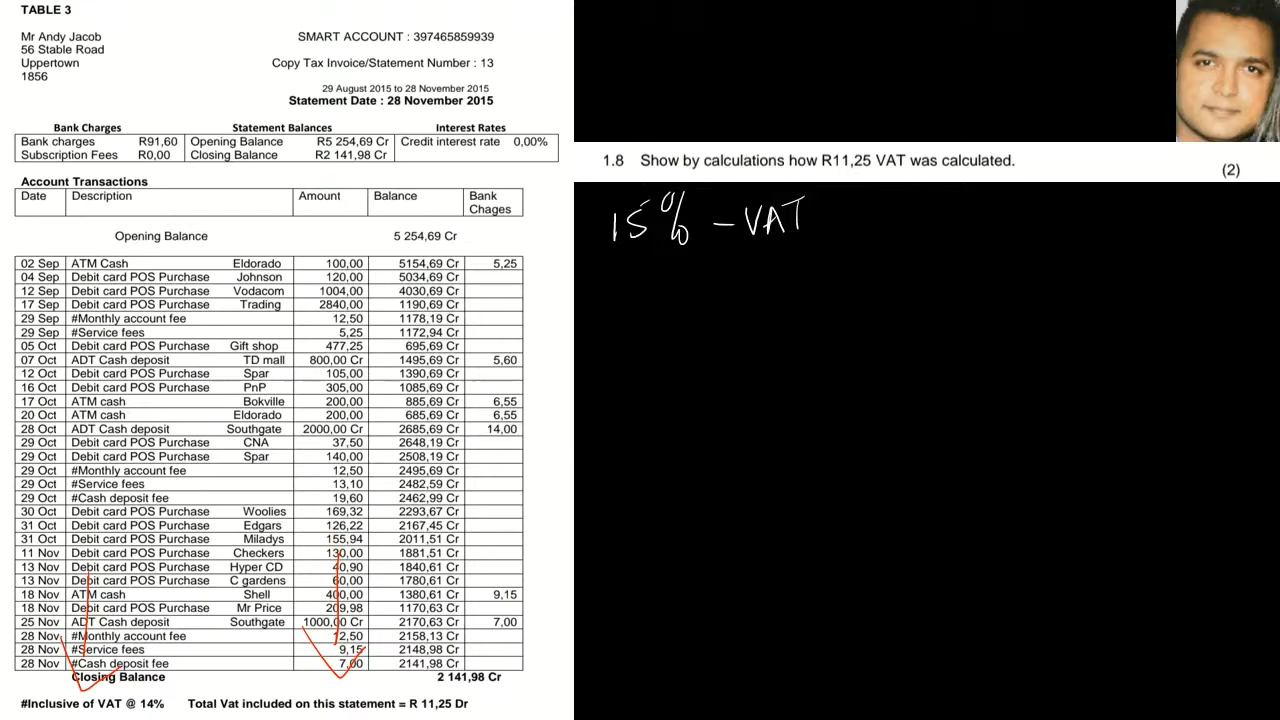 TABLE 3
Mr Andy Jacob SMART ACCOUNT : 397465859939
56 Stable Road
Uppertown Copy Tax Invoice/Statement Number : 13
1856
29 August 2015 to 28 November 2015
Statement Date : 28 November 2015
Bank Charges Statement Balances Interest Rates
Bank charges R91,60 Opening Balance R5 254,69 Cr Credit interest rate 0,00%
Subscription Fees R0,00 Closing Balance R2 141,98 Cr
Account Transactions
Date Description Amount Balance Bank Chages
Opening Balance 5 254,69 Cr
02 Sep ATM Cash Eldorado 100,00 5154,69 Cr 5,25
04 Sep Debit card POS Purchase Johnson 120,00 5034,69 Cr
12 Sep Debit card POS Purchase Vodacom 1004,00 4030,69 Cr
17 Sep Debit card POS Purchase Trading 2840,00 1190,69 Cr
29 Sep #Monthly account fee 12,50 1178,19 Cr
29 Sep #Service fees 5,25 1172,94 Cr
05 Oct Debit card POS Purchase Gift shop 477,25 695,69 Cr
07 Oct ADT Cash deposit TD mall 800,00 Cr 1495,69 Cr 5,60
12 Oct Debit card POS Purchase Spar 105,00 1390,69 Cr
16 Oct Debit card POS Purchase PnP 305,00 1085,69 Cr
17 Oct ATM cash Bokville 200,00 885,69 Cr 6,55
20 Oct ATM cash Eldorado 200,00 685,69 Cr 6,55
28 Oct ADT Cash deposit Southgate 2000,00 Cr 2685,69 Cr 14,00
29 Oct Debit card POS Purchase CNA 37,50 2648,19 Cr
29 Oct Debit card POS Purchase Spar 140,00 2508,19 Cr
29 Oct #Monthly account fee 12,50 2495,69 Cr
29 Oct #Service fees 13,10 2482,59 Cr
29 Oct #Cash deposit fee 19,60 2462,99 Cr
30 Oct Debit card POS Purchase Woolies 169,32 2293,67 Cr
31 Oct Debit card POS Purchase Edgars 126,22 2167,45 Cr
31 Oct Debit card POS Purchase Miladys 155,94 2011,51 Cr
11 Nov Debit card POS Purchase Checkers 130,00 1881,51 Cr
13 Nov Debit card POS Purchase Hyper CD 40,90 1840,61 Cr
13 Nov Debit card POS Purchase C gardens 60,00 1780,61 Cr
18 Nov ATM cash Shell 400,00 1380,61 Cr 9,15
18 Nov Debit card POS Purchase Mr Price 209,98 1170,63 Cr
25 Nov ADT Cash deposit Southgate 1000,00 Cr 2170,63 Cr 7,00
28 Nov #Monthly account fee 12,50 2158,13 Cr
28 Nov #Service fees 9,15 2148,98 Cr
28 Nov #Cash deposit fee 7,00 2141,98 Cr
Closing Balance 2 141,98 Cr
#Inclusive of VAT @ 14% Total Vat included on this statement = R 11,25 Dr
1.8 Show by calculations how R11,25 VAT was calculated.
(2)
15% - VAT